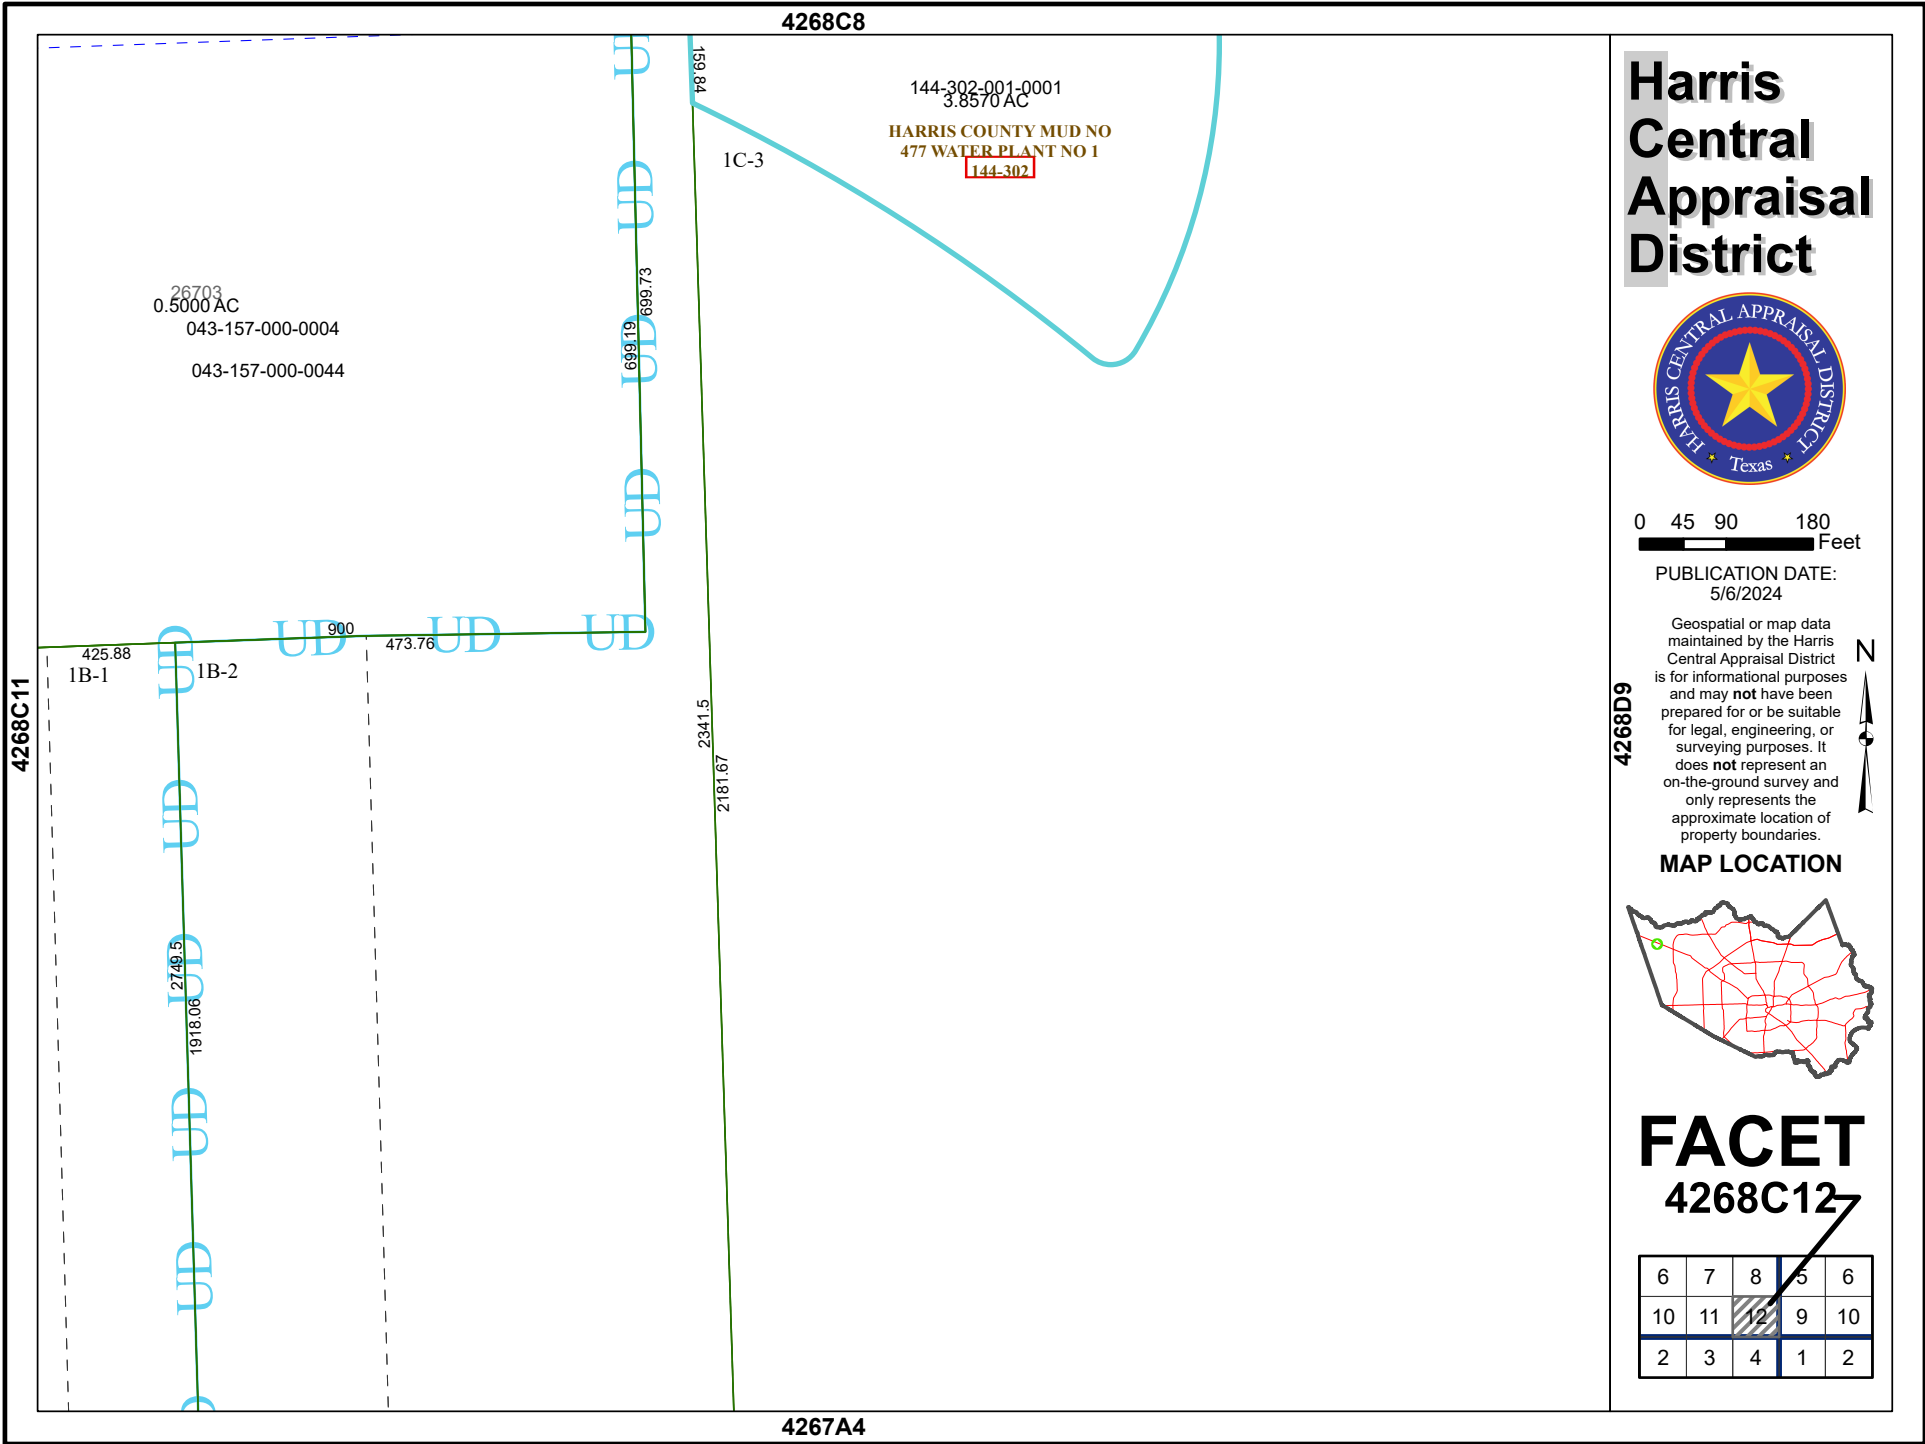 4268C8
159.84
144-302-001-0001
3.8570 AC
HARRIS COUNTY MUD NO
477 WATER PLANT NO 1
144-302
1C-3
UD
UD
UD
UD
699.73
699.19
26703
0.5000 AC
043-157-000-0004
043-157-000-0044
UD
900
UD
UD
425.88
473.76
1B-1
UD
1B-2
4268C11
2341.5
2181.67
UD
2749.5
UD
1918.06
UD
UD
4267A4
4268D9
Harris
Central
Appraisal
District
HARRIS CENTRAL APPRAISAL DISTRICT
Texas
0 45 90 180
Feet
PUBLICATION DATE:
5/6/2024
Geospatial or map data
maintained by the Harris
Central Appraisal District
is for informational purposes
and may not have been
prepared for or be suitable
for legal, engineering, or
surveying purposes. It
does not represent an
on-the-ground survey and
only represents the
approximate location of
property boundaries.
N
MAP LOCATION
FACET
4268C12
6 7 8 5 6
10 11 12 9 10
2 3 4 1 2